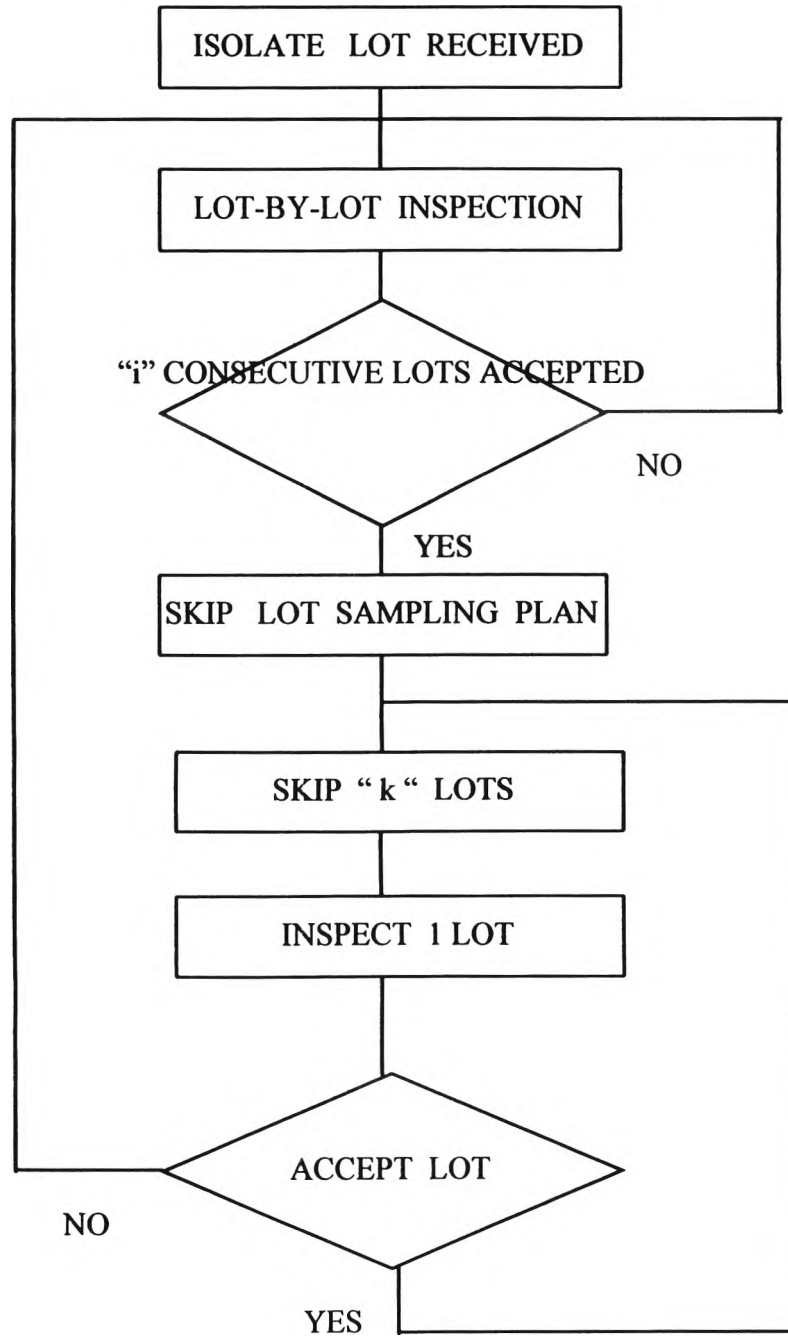 ISOLATE LOT RECEIVED
LOT-BY-LOT INSPECTION
“i” CONSECUTIVE LOTS ACCEPTED
NO
YES
SKIP LOT SAMPLING PLAN
SKIP “ k “ LOTS
INSPECT 1 LOT
ACCEPT LOT
NO
YES